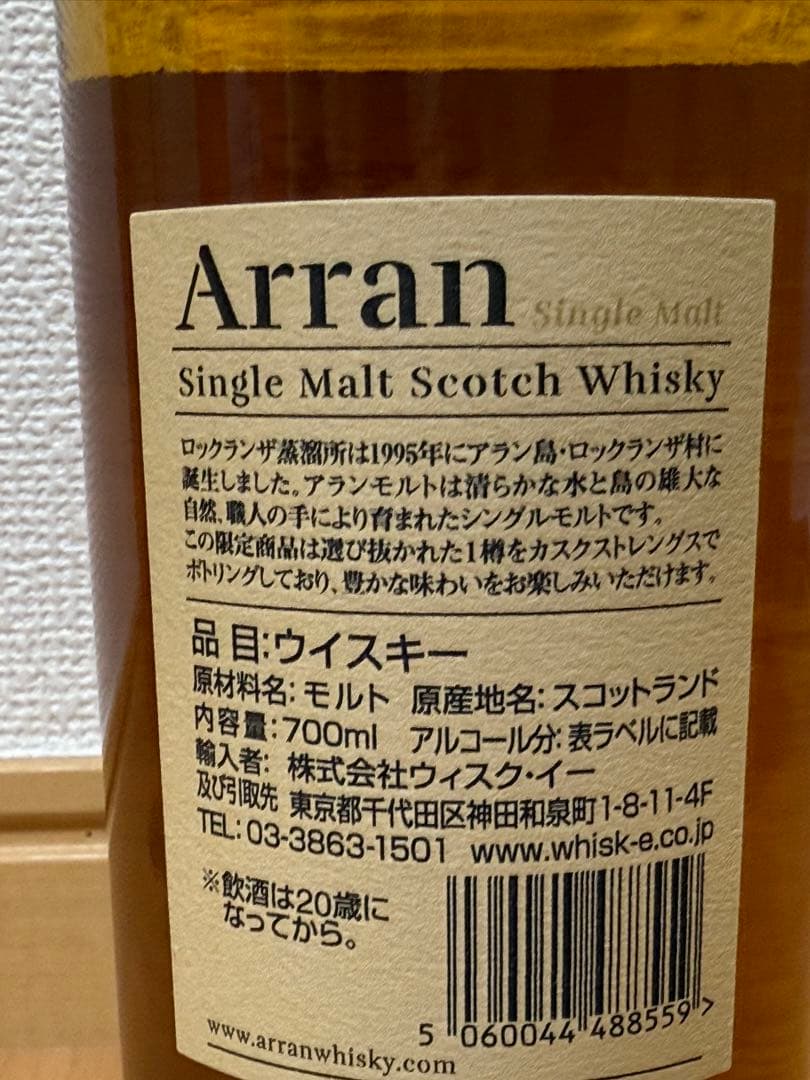 Arran Single Malt
Single Malt Scotch Whisky
ロックランザ蒸溜所は1995年にアラン島・ロックランザ村に
誕生しました。アランモルトは清らかな水と島の雄大な
自然、職人の手により育まれたシングルモルトです。
この限定商品は選び抜かれた1樽をカスクストレングスで
ボトリングしており、豊かな味わいをお楽しみいただけます。
品 目:ウイスキー
原材料名:モルト 原産地名:スコットランド
内容量:700ml アルコール分:表ラベルに記載
輸入者: 株式会社ウィスク・イー
及び引取先 東京都千代田区神田和泉町1-8-11-4F
TEL:03-3863-1501 www.whisk-e.co.jp
※飲酒は20歳に
なってから。
5 060044 488559 >
www.arranwhisky.com